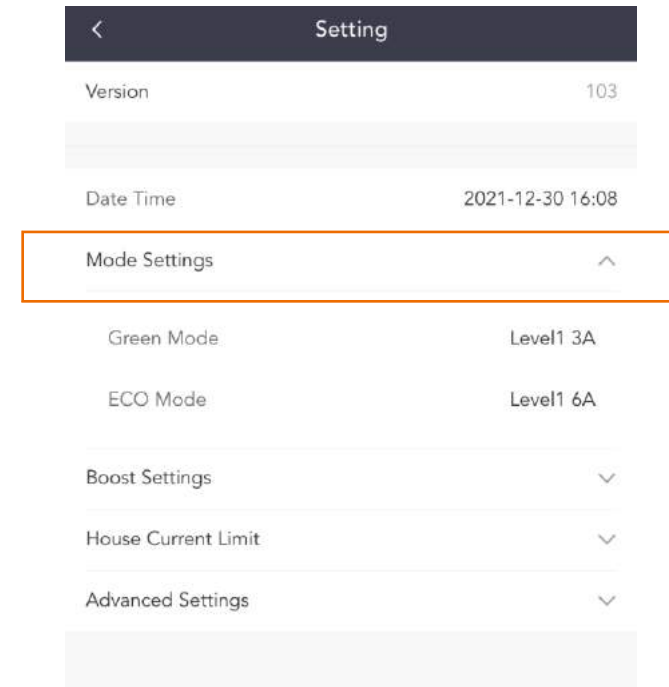 Setting
Version 103
Date Time 2021-12-30 16:08
Mode Settings
Green Mode Level1 3A
ECO Mode Level1 6A
Boost Settings
House Current Limit
Advanced Settings